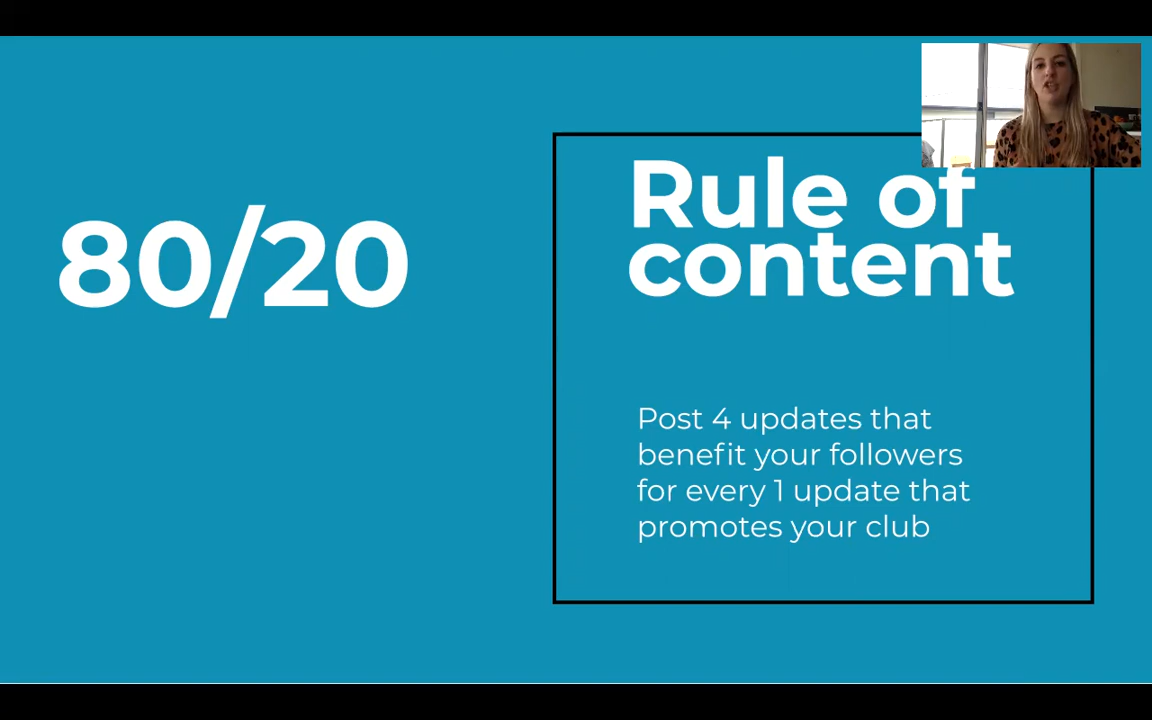 80/20
Rule of
content
Post 4 updates that
benefit your followers
for every 1 update that
promotes your club